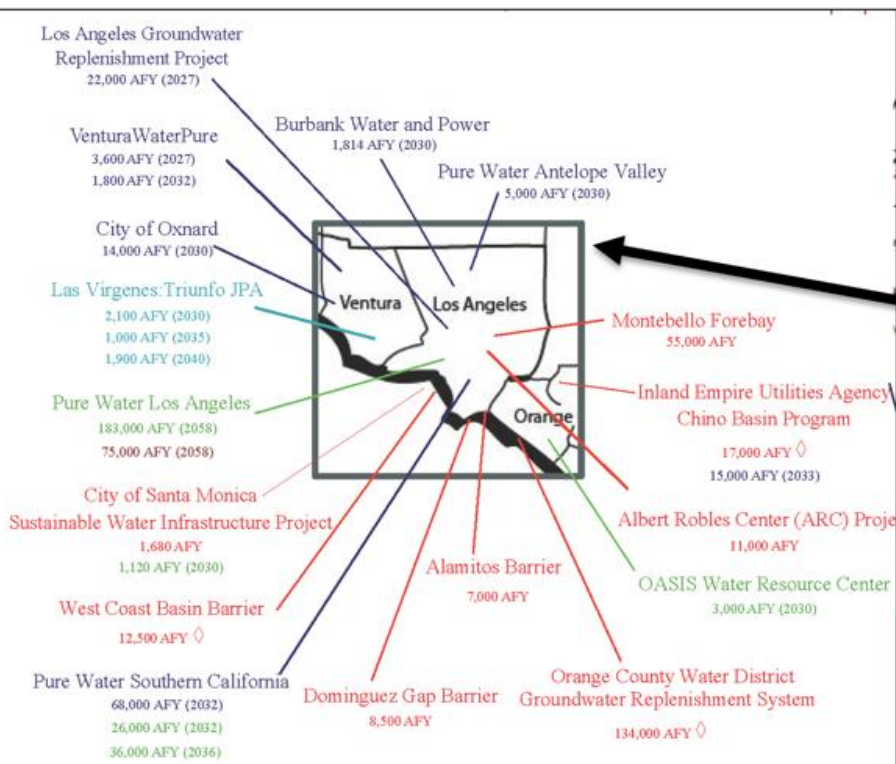 Los Angeles Groundwater
Replenishment Project
22,000 AFY (2027)
VenturaWaterPure
3,600 AFY (2027)
1,800 AFY (2032)
Burbank Water and Power
1,814 AFY (2030)
Pure Water Antelope Valley
5,000 AFY (2030)
City of Oxnard
14,000 AFY (2030)
Las Virgenes:Triunfo JPA
2,100 AFY (2030)
1,000 AFY (2035)
1,900 AFY (2040)
Ventura
Los Angeles
Orange
Montebello Forebay
55,000 AFY
Pure Water Los Angeles
183,000 AFY (2058)
75,000 AFY (2058)
Inland Empire Utilities Agency
Chino Basin Program
17,000 AFY ◊
15,000 AFY (2033)
City of Santa Monica
Sustainable Water Infrastructure Project
1,680 AFY
1,120 AFY (2030)
Albert Robles Center (ARC) Proje
11,000 AFY
Alamitos Barrier
7,000 AFY
OASIS Water Resource Center
3,000 AFY (2030)
West Coast Basin Barrier
12,500 AFY ◊
Pure Water Southern California
68,000 AFY (2032)
26,000 AFY (2032)
36,000 AFY (2036)
Dominguez Gap Barrier
8,500 AFY
Orange County Water District
Groundwater Replenishment System
134,000 AFY ◊